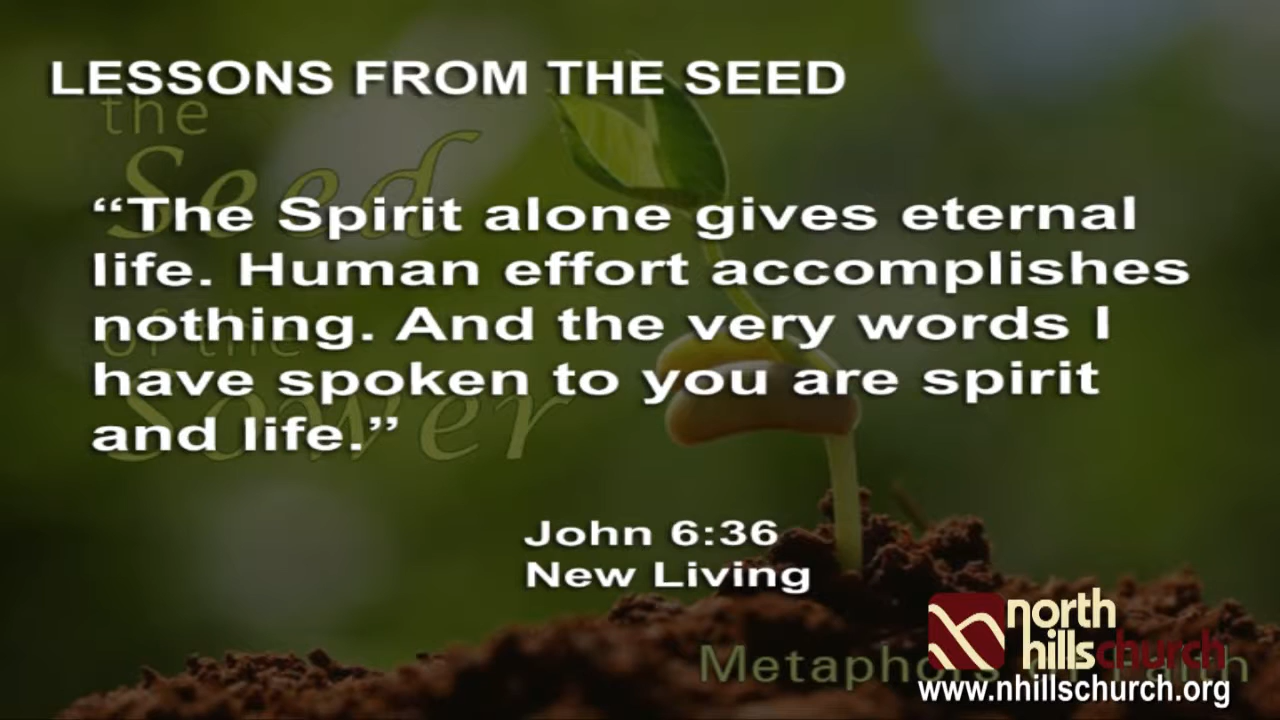 LESSONS FROM THE SEED
the
Seed
of the
Sower
“The Spirit alone gives eternal
life. Human effort accomplishes
nothing. And the very words I
have spoken to you are spirit
and life.”
John 6:36
New Living
north
hills church
www.nhillschurch.org